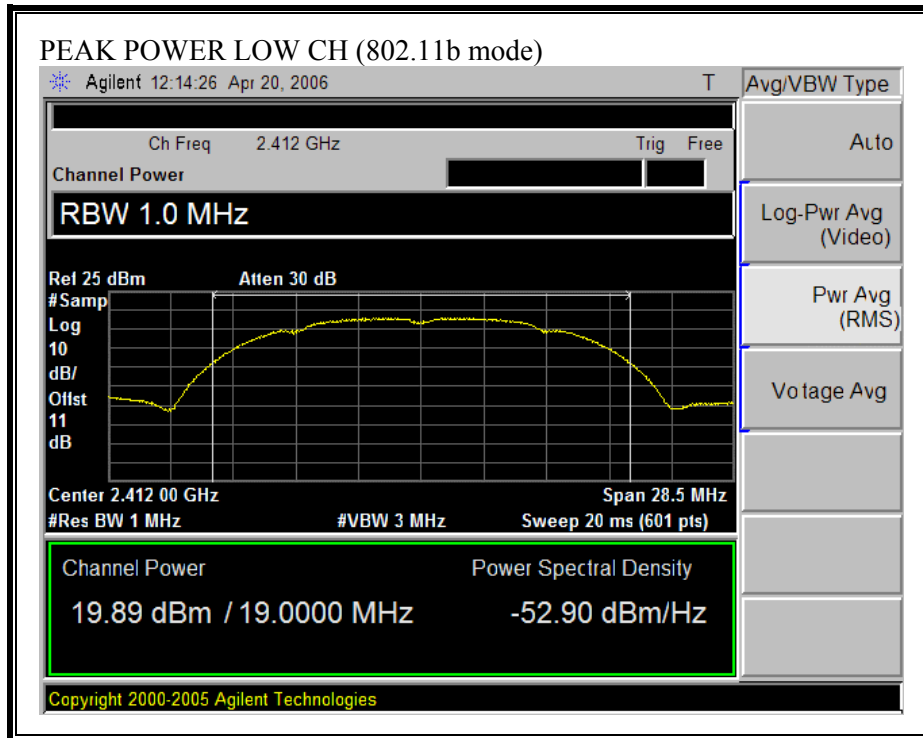 PEAK POWER LOW CH (802.11b mode)
Agilent 12:14:26 Apr 20, 2006 T
Avg/VBW Type
Ch Freq 2.412 GHz Trig Free
Channel Power
RBW 1.0 MHz
Ref 25 dBm Atten 30 dB
#Samp
Log
10
dB/
Offst
11
dB
Center 2.412 00 GHz Span 28.5 MHz
#Res BW 1 MHz #VBW 3 MHz Sweep 20 ms (601 pts)
Channel Power Power Spectral Density
19.89 dBm / 19.0000 MHz -52.90 dBm/Hz
Copyright 2000-2005 Agilent Technologies
Auto
Log-Pwr Avg
(Video)
Pwr Avg
(RMS)
Voltage Avg